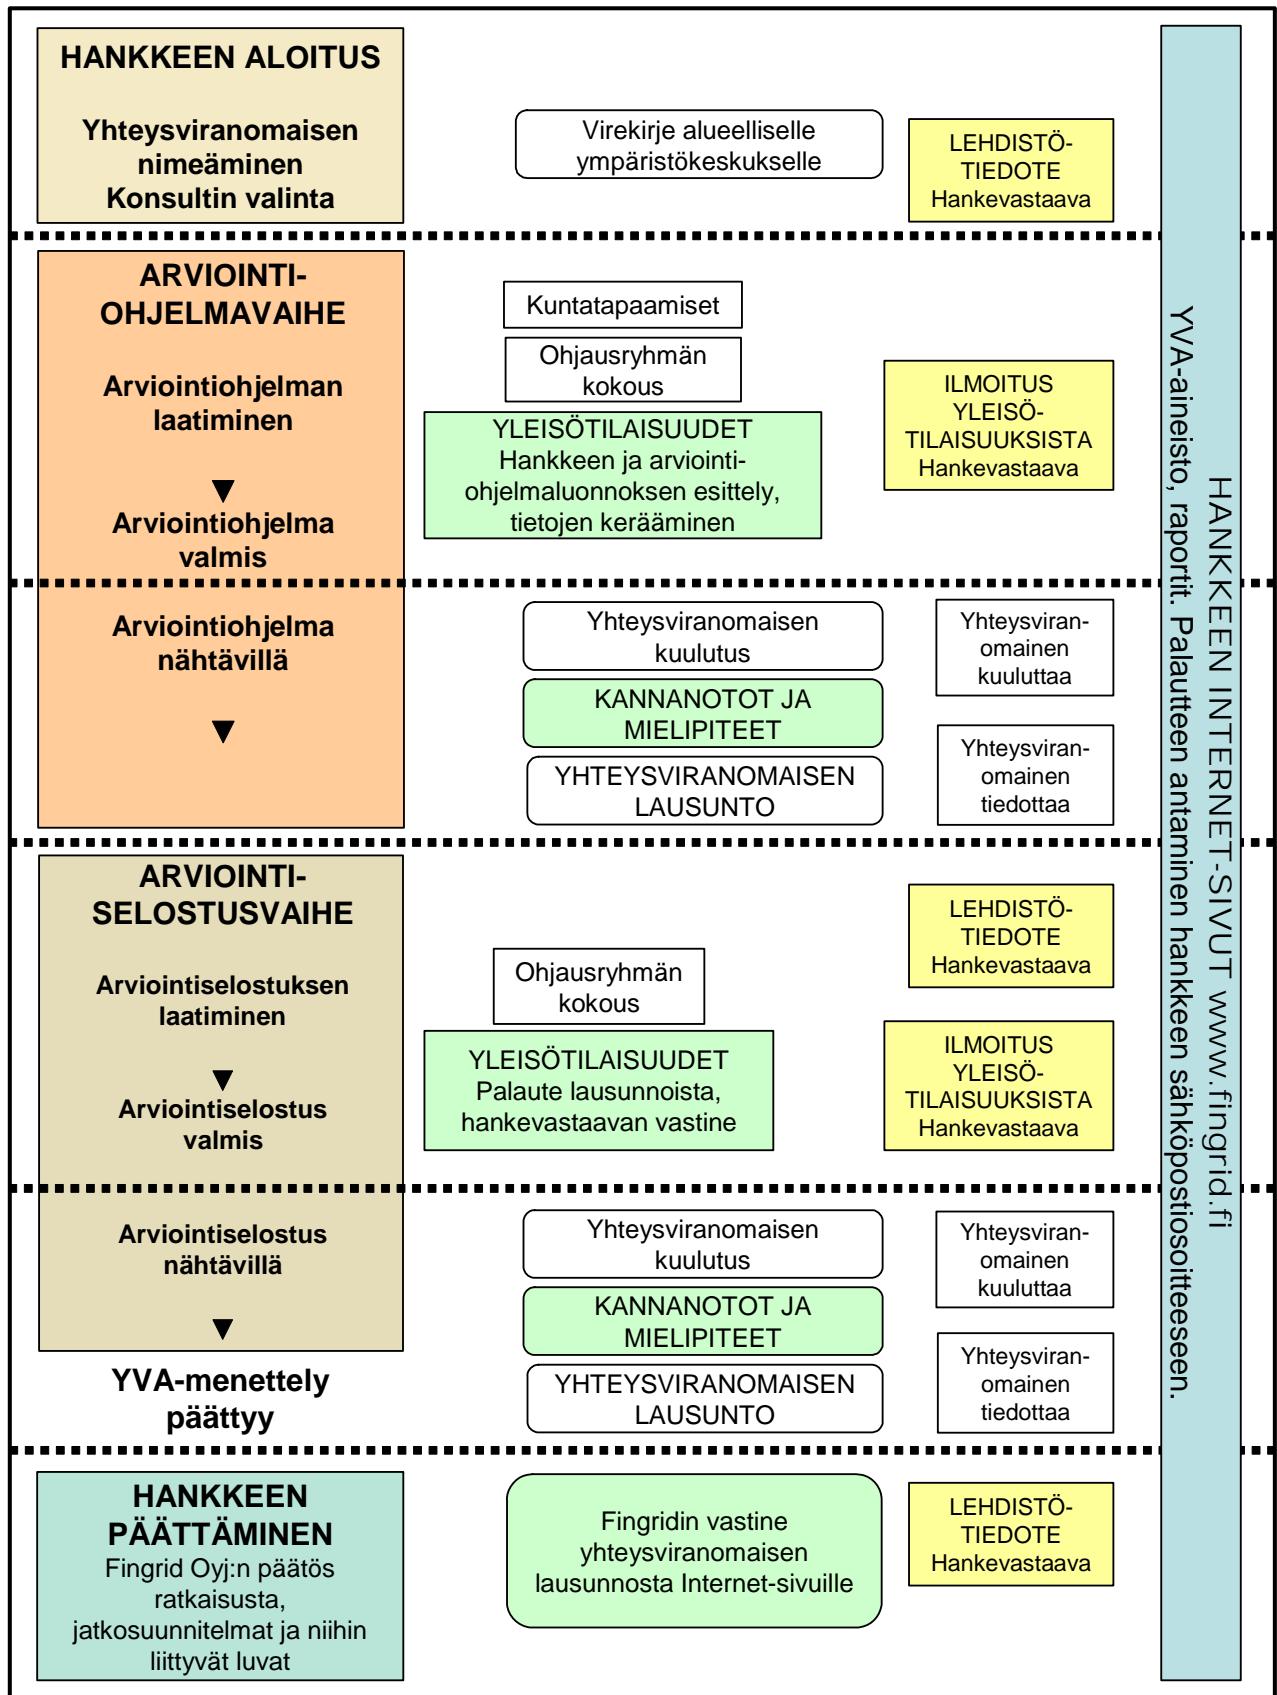 HANKKEEN ALOITUS
Yhteysviranomaisen
nimeäminen
Konsultin valinta
Virekirje alueelliselle
ympäristökeskukselle
LEHDISTÖ-
TIEDOTE
Hankevastaava
ARVIOINTI-
OHJELMAVAIHE
Arviointiohjelman
laatiminen
Arviointiohjelma
valmis
Kuntatapaamiset
Ohjausryhmän
kokous
YLEISÖTILAISUUDET
Hankkeen ja arviointi-
ohjelmaluonnoksen esittely,
tietojen kerääminen
ILMOITUS
YLEISÖ-
TILAISUUKSISTA
Hankevastaava
Arviointiohjelma
nähtävillä
Yhteysviranomaisen
kuulutus
KANNANOTOT JA
MIELIPITEET
YHTEYSVIRANOMAISEN
LAUSUNTO
Yhteysviran-
omainen
kuuluttaa
Yhteysviran-
omainen
tiedottaa
ARVIOINTI-
SELOSTUSVAIHE
Arviointiselostuksen
laatiminen
Arviointiselostus
valmis
Ohjausryhmän
kokous
YLEISÖTILAISUUDET
Palaute lausunnoista,
hankevastaavan vastine
LEHDISTÖ-
TIEDOTE
Hankevastaava
ILMOITUS
YLEISÖ-
TILAISUUKSISTA
Hankevastaava
Arviointiselostus
nähtävillä
YVA-menettely
päättyy
Yhteysviranomaisen
kuulutus
KANNANOTOT JA
MIELIPITEET
YHTEYSVIRANOMAISEN
LAUSUNTO
Yhteysviran-
omainen
kuuluttaa
Yhteysviran-
omainen
tiedottaa
HANKKEEN
PÄÄTTÄMINEN
Fingrid Oyj:n päätös
ratkaisusta,
jatkosuunnitelmat ja niihin
liittyvät luvat
Fingridin vastine
yhteysviranomaisen
lausunnosta Internet-sivuille
LEHDISTÖ-
TIEDOTE
Hankevastaava
HANKKEEN INTERNET-SIVUT www.fingrid.fi
YVA-aineisto, raportit. Palautteen antaminen hankkeen sähköpostiosoitteeseen.